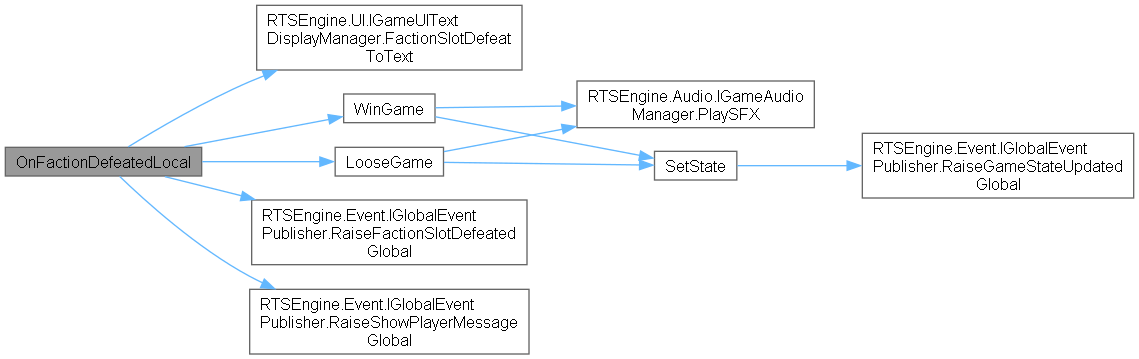 RTSEngine.UI.IGameUIText
DisplayManager.FactionSlotDefeat
ToText
WinGame
RTSEngine.Audio.IGameAudio
Manager.PlaySFX
OnFactionDefeatedLocal
LooseGame
SetState
RTSEngine.Event.IGlobalEvent
Publisher.RaiseGameStateUpdated
Global
RTSEngine.Event.IGlobalEvent
Publisher.RaiseFactionSlotDefeated
Global
RTSEngine.Event.IGlobalEvent
Publisher.RaiseShowPlayerMessage
Global